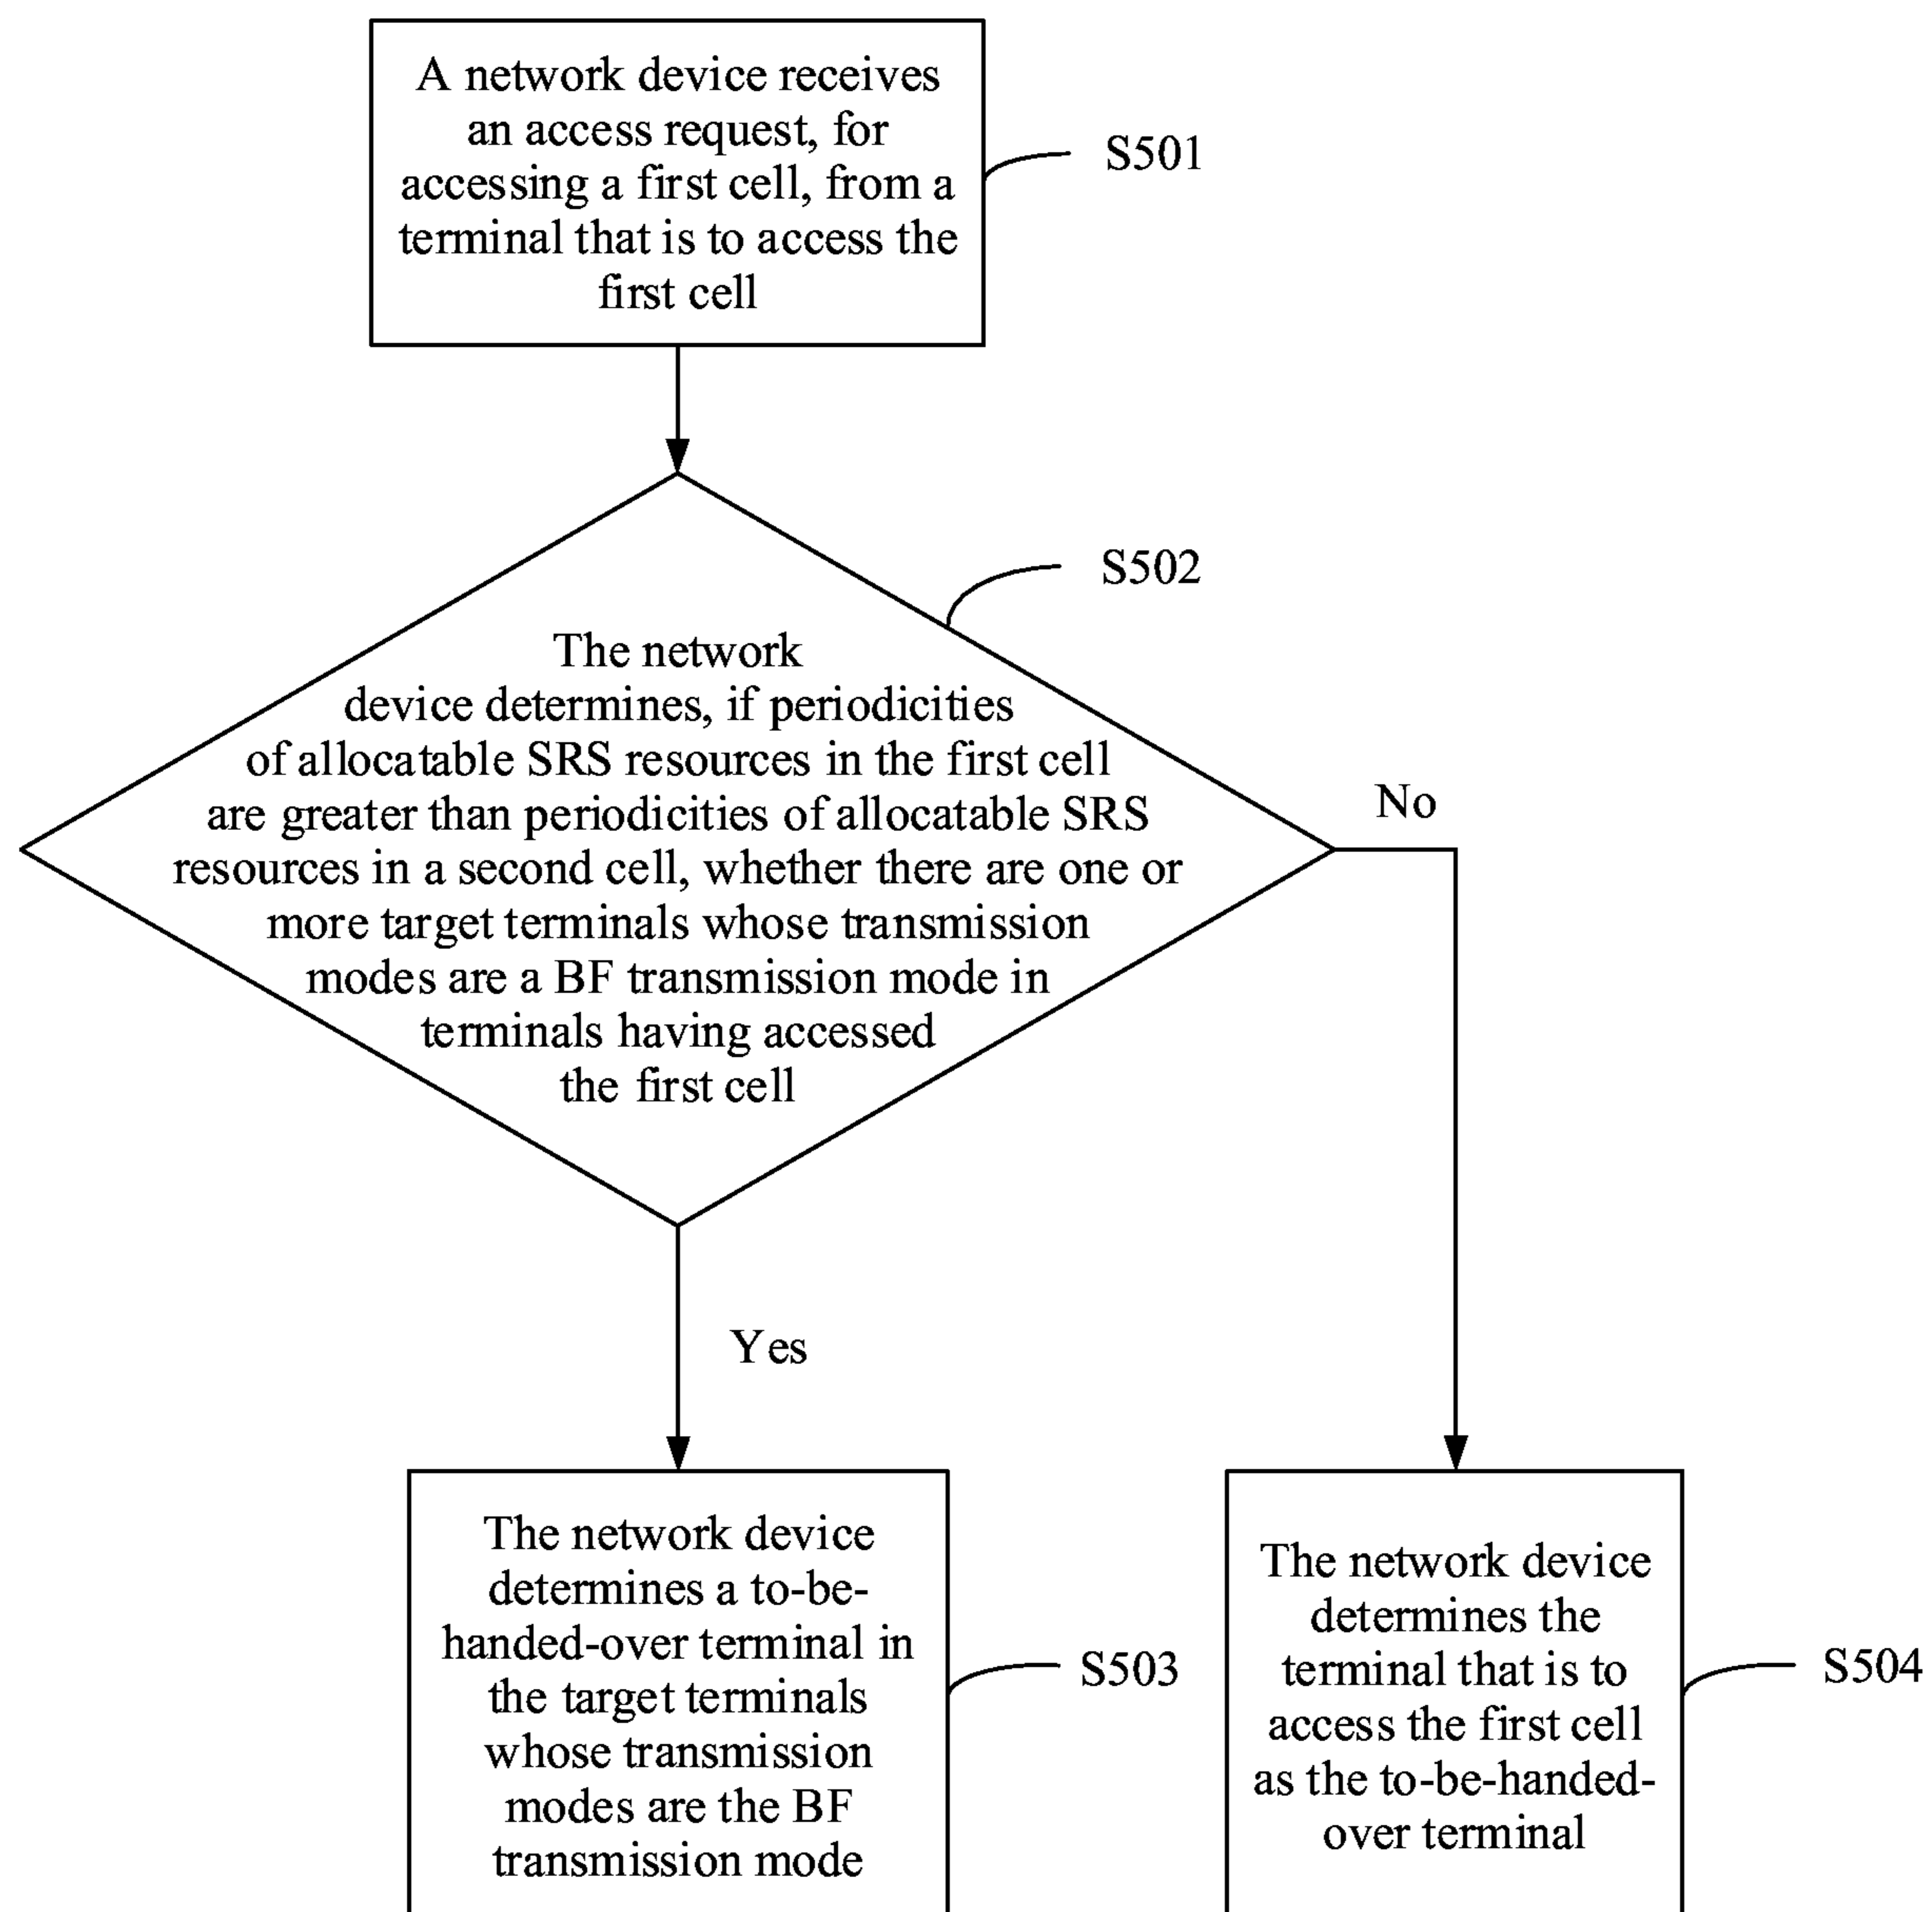 A network device receives
an access request, for
accessing a first cell, from a
terminal that is to access the
first cell
S501
S502
The network
device determines, if periodicities
of allocatable SRS resources in the first cell
are greater than periodicities of allocatable SRS
resources in a second cell, whether there are one or
more target terminals whose transmission
modes are a BF transmission mode in
terminals having accessed
the first cell
No
Yes
The network device
determines a to-be-
handed-over terminal in
the target terminals
whose transmission
modes are the BF
transmission mode
S503
The network device
determines the
terminal that is to
access the first cell
as the to-be-handed-
over terminal
S504